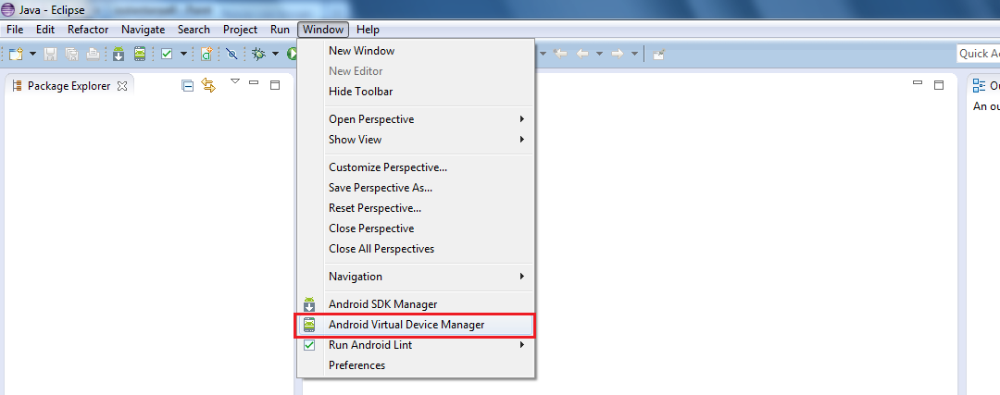 Java - Eclipse
File Edit Refactor Navigate Search Project Run Window Help
Quick A
Package Explorer
Ou
An ou
New Window
New Editor
Hide Toolbar
Open Perspective
Show View
Customize Perspective...
Save Perspective As...
Reset Perspective...
Close Perspective
Close All Perspectives
Navigation
Android SDK Manager
Android Virtual Device Manager
Run Android Lint
Preferences